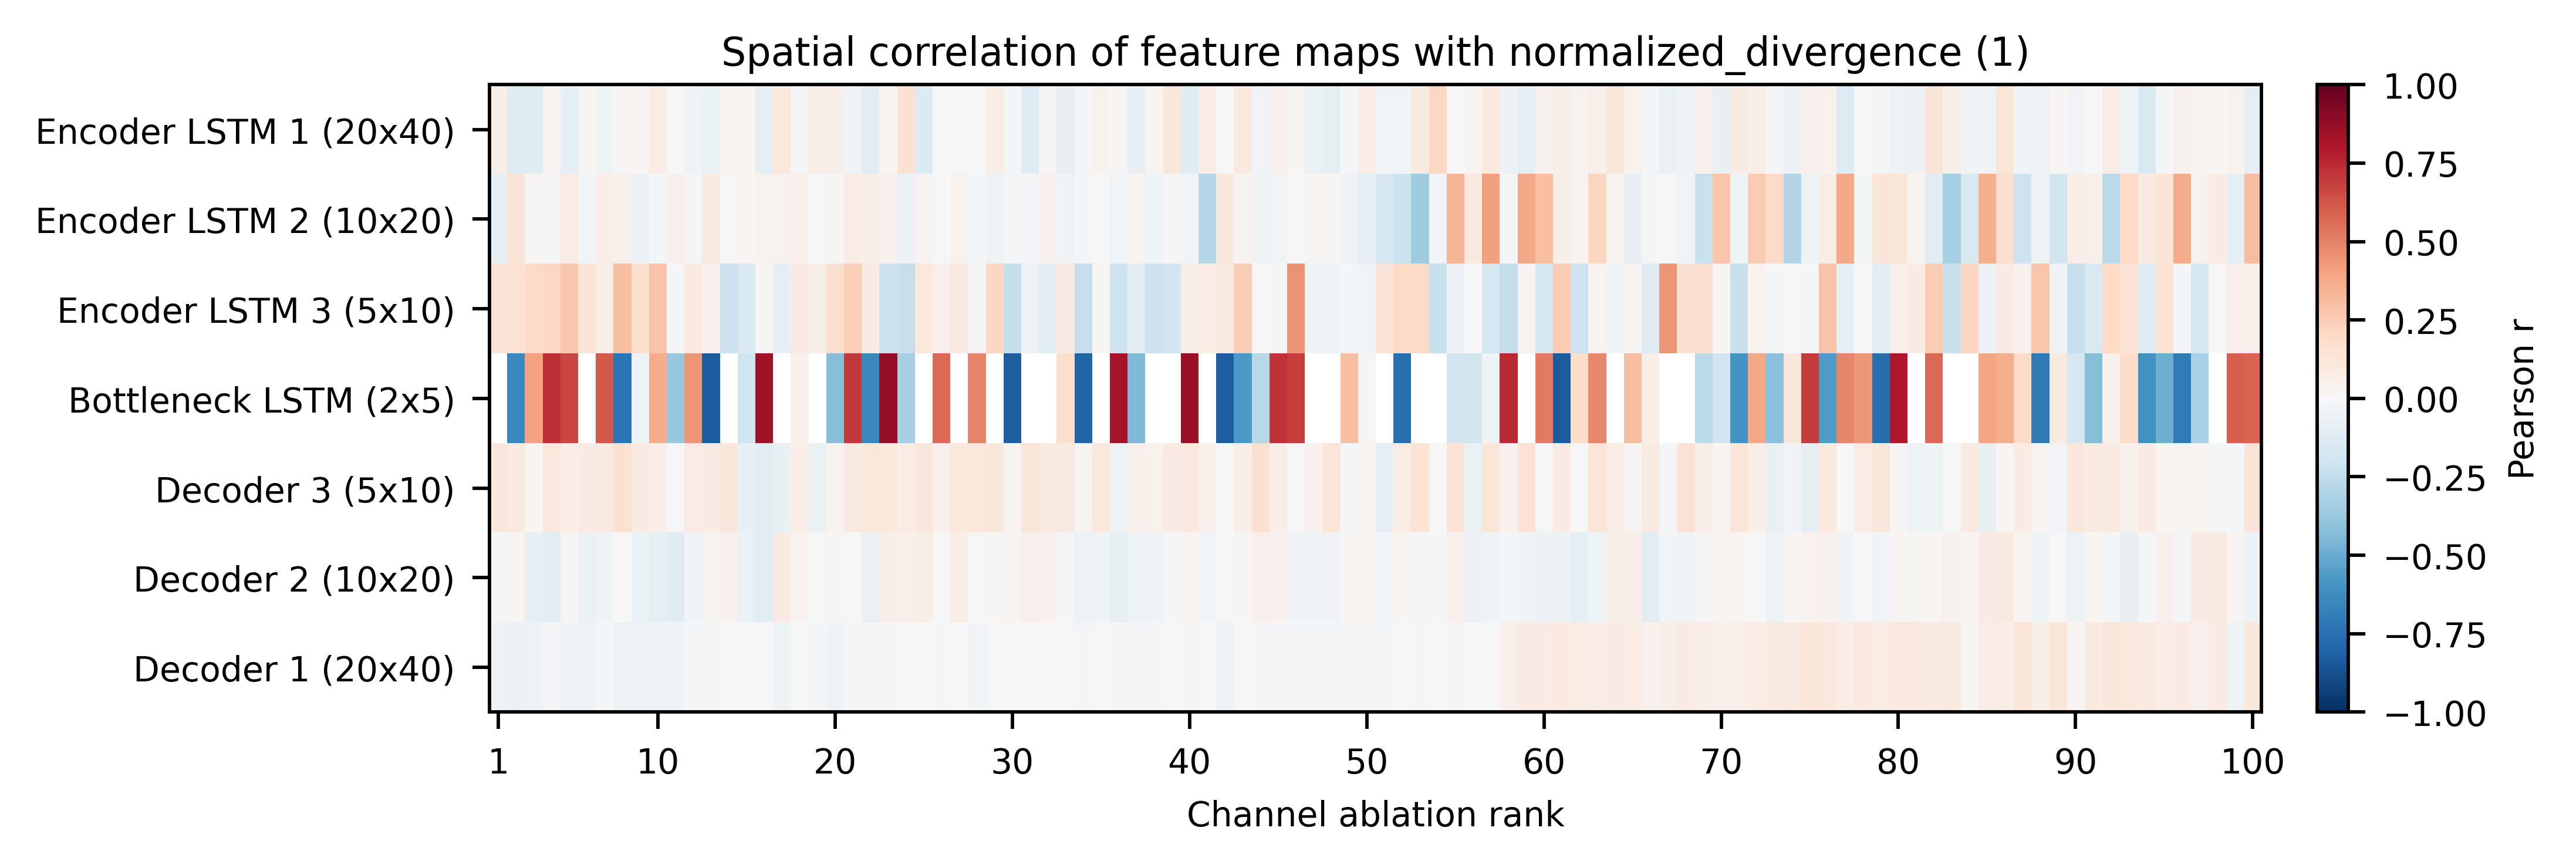 Spatial correlation of feature maps with normalized_divergence (1)
Encoder LSTM 1 (20x40)
Encoder LSTM 2 (10x20)
Encoder LSTM 3 (5x10)
Bottleneck LSTM (2x5)
Decoder 3 (5x10)
Decoder 2 (10x20)
Decoder 1 (20x40)
1 10 20 30 40 50 60 70 80 90 100
Channel ablation rank
1.00
0.75
0.50
0.25
0.00
−0.25
−0.50
−0.75
−1.00
Pearson r